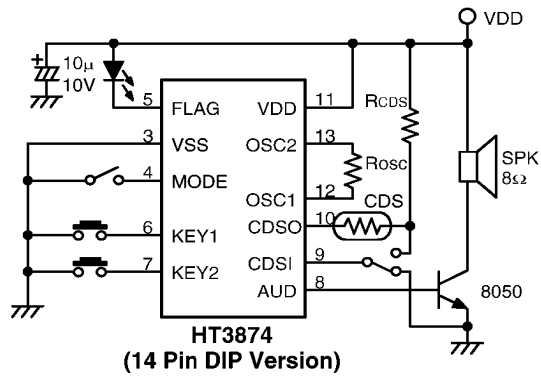 VDD
10µ
10V
5 FLAG
3 VSS
4 MODE
6 KEY1
7 KEY2
VDD 11
OSC2 13
OSC1 12
CDSO 10
CDSI 9
AUD 8
RCDS
ROSC
CDS
SPK
8Ω
8050
HT3874
(14 Pin DIP Version)